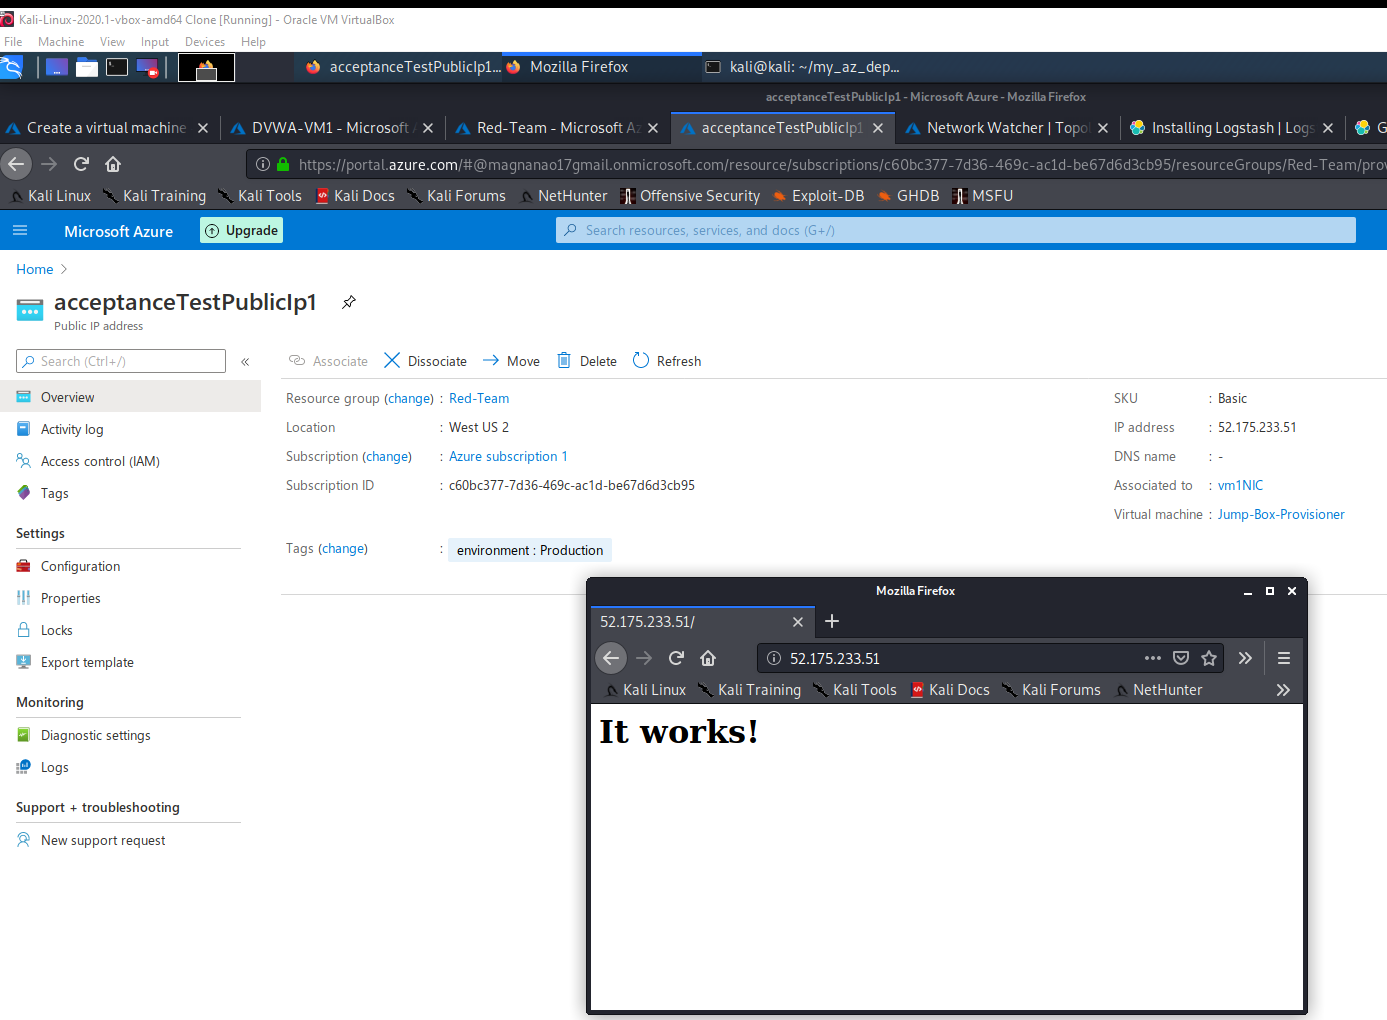 Kali-Linux-2020.1-vbox-amd64 Clone [Running] - Oracle VM VirtualBox
File Machine View Input Devices Help
acceptanceTestPublicIp1... Mozilla Firefox kali@kali: ~/my_az_dep...
acceptanceTestPublicIp1 - Microsoft Azure - Mozilla Firefox
Create a virtual machine DVWA-VM1 - Microsoft A Red-Team - Microsoft Az acceptanceTestPublicIp1 Network Watcher | Topol Installing Logstash | Logs G
https://portal.azure.com/#@magnanao17gmail.onmicrosoft.com/resource/subscriptions/c60bc377-7d36-469c-ac1d-be67d6d3cb95/resourceGroups/Red-Team/prov
Kali Linux Kali Training Kali Tools Kali Docs Kali Forums NetHunter Offensive Security Exploit-DB GHDB MSFU
Microsoft Azure Upgrade Search resources, services, and docs (G+/)
Home
acceptanceTestPublicIp1
Public IP address
Search (Ctrl+/) « Associate Dissociate Move Delete Refresh
Overview
Activity log
Access control (IAM)
Tags
Settings
Configuration
Properties
Locks
Export template
Monitoring
Diagnostic settings
Logs
Support + troubleshooting
New support request
Resource group (change) : Red-Team
Location : West US 2
Subscription (change) : Azure subscription 1
Subscription ID : c60bc377-7d36-469c-ac1d-be67d6d3cb95
Tags (change) : environment : Production
SKU : Basic
IP address : 52.175.233.51
DNS name : -
Associated to : vm1NIC
Virtual machine : Jump-Box-Provisioner
Mozilla Firefox
52.175.233.51/
52.175.233.51
Kali Linux Kali Training Kali Tools Kali Docs Kali Forums NetHunter
It works!